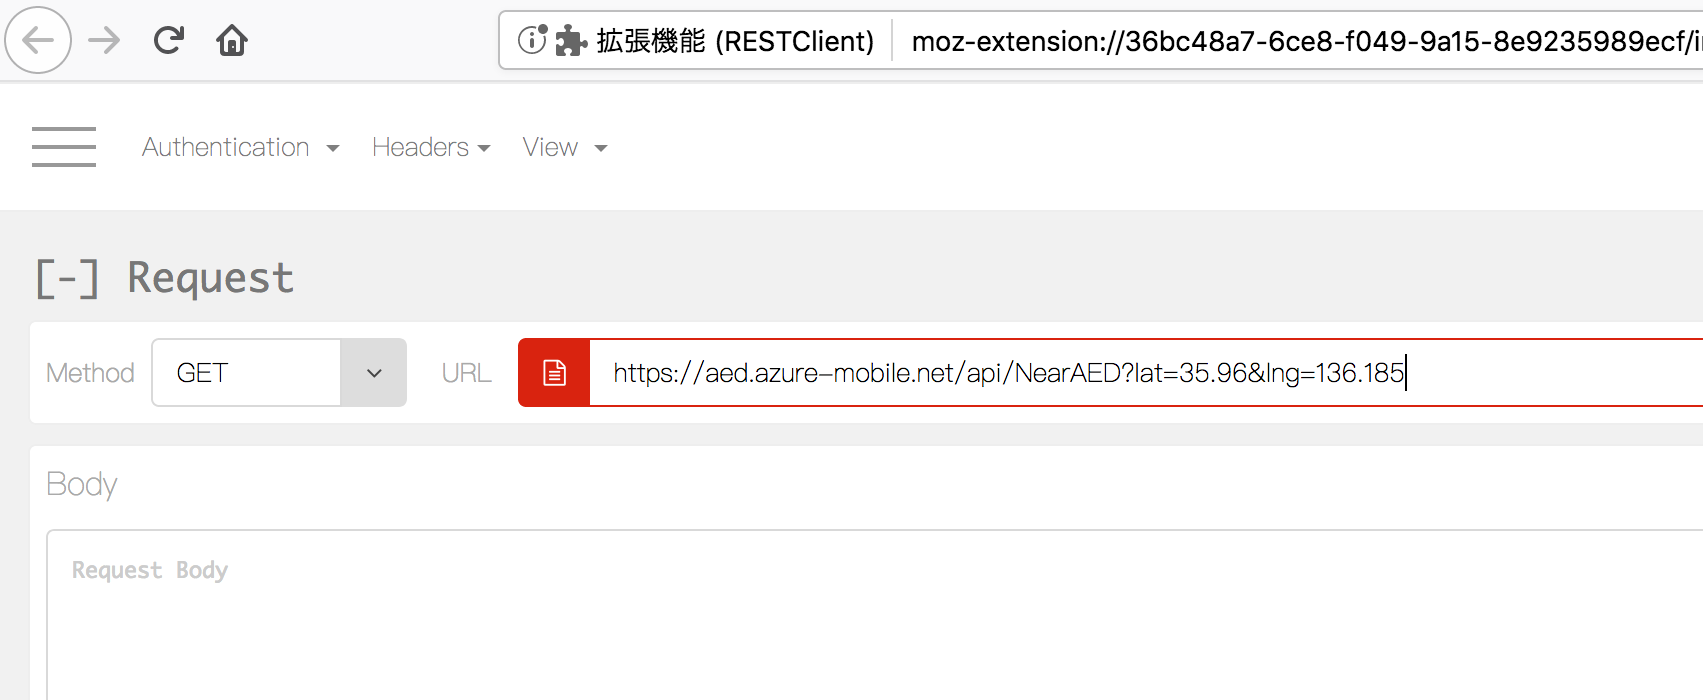 拡張機能 (RESTClient) moz-extension://36bc48a7-6ce8-f049-9a15-8e9235989ecf/i
Authentication Headers View
[-] Request
Method GET URL https://aed.azure-mobile.net/api/NearAED?lat=35.96&lng=136.185
Body
Request Body